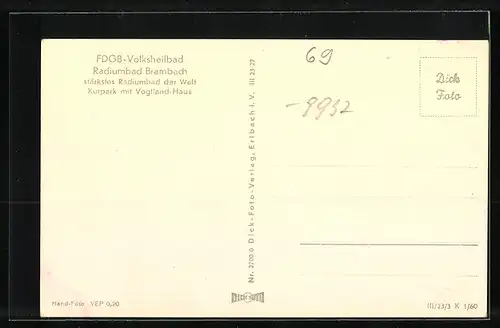 FDGB-Volksheilbad
Radiumbad Brambach
stärkstes Radiumbad der Welt
Kurpark mit Vogtland-Haus
69
-9937
Dick
Foto
Nr. 2700 Dick-Foto-Verlag, Erlbach i. V. III 23 27
Hand-Foto VEP 0,20
III/23/3 K 1/60